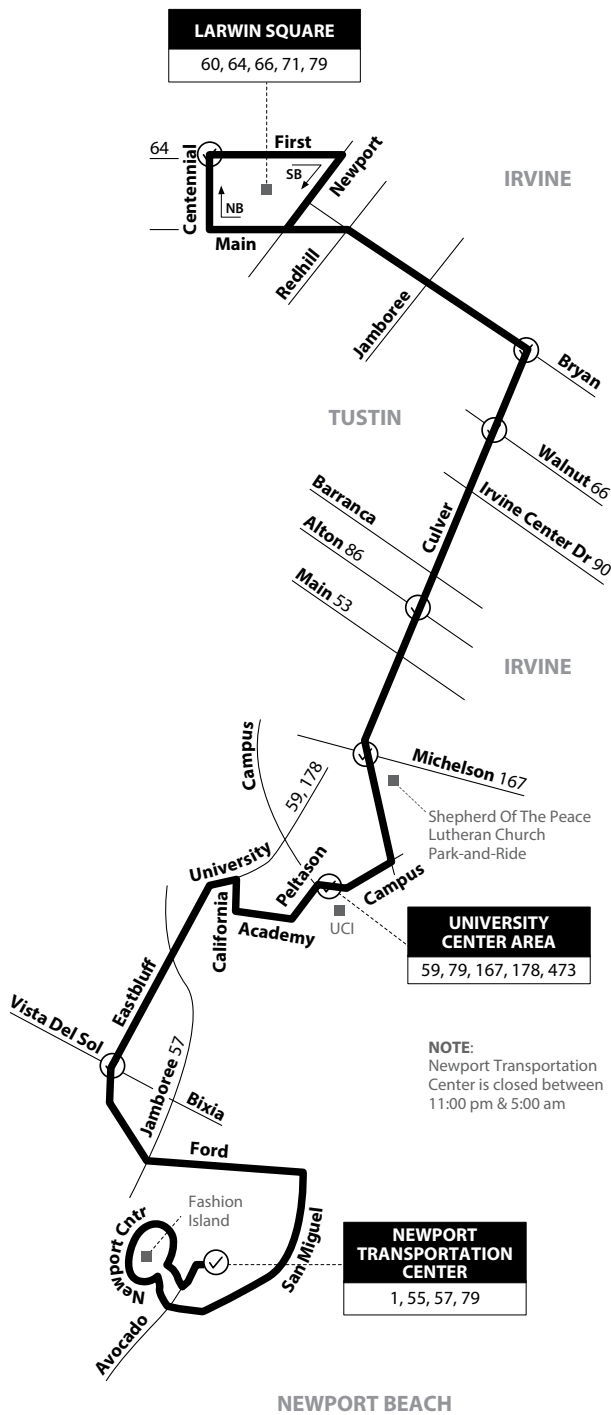 LARWIN SQUARE
60, 64, 66, 71, 79
64
First
Centennial
Newport
SB
NB
IRVINE
Main
Redhill
Jamboree
Bryan
TUSTIN
Walnut 66
Barranca
Irvine Center Dr 90
Culver
Alton 86
Main 53
IRVINE
Campus
Michelson 167
59, 178
Shepherd Of The Peace
Lutheran Church
Park-and-Ride
University
Peltason
Campus
California
Academy
UCI
UNIVERSITY
CENTER AREA
59, 79, 167, 178, 473
Eastbluff
Vista Del Sol
NOTE:
Newport Transportation
Center is closed between
11:00 pm & 5:00 am
Jamboree 57
Bixia
Ford
Fashion
Island
Newport Cntr
San Miguel
NEWPORT
TRANSPORTATION
CENTER
1, 55, 57, 79
Avocado
NEWPORT BEACH